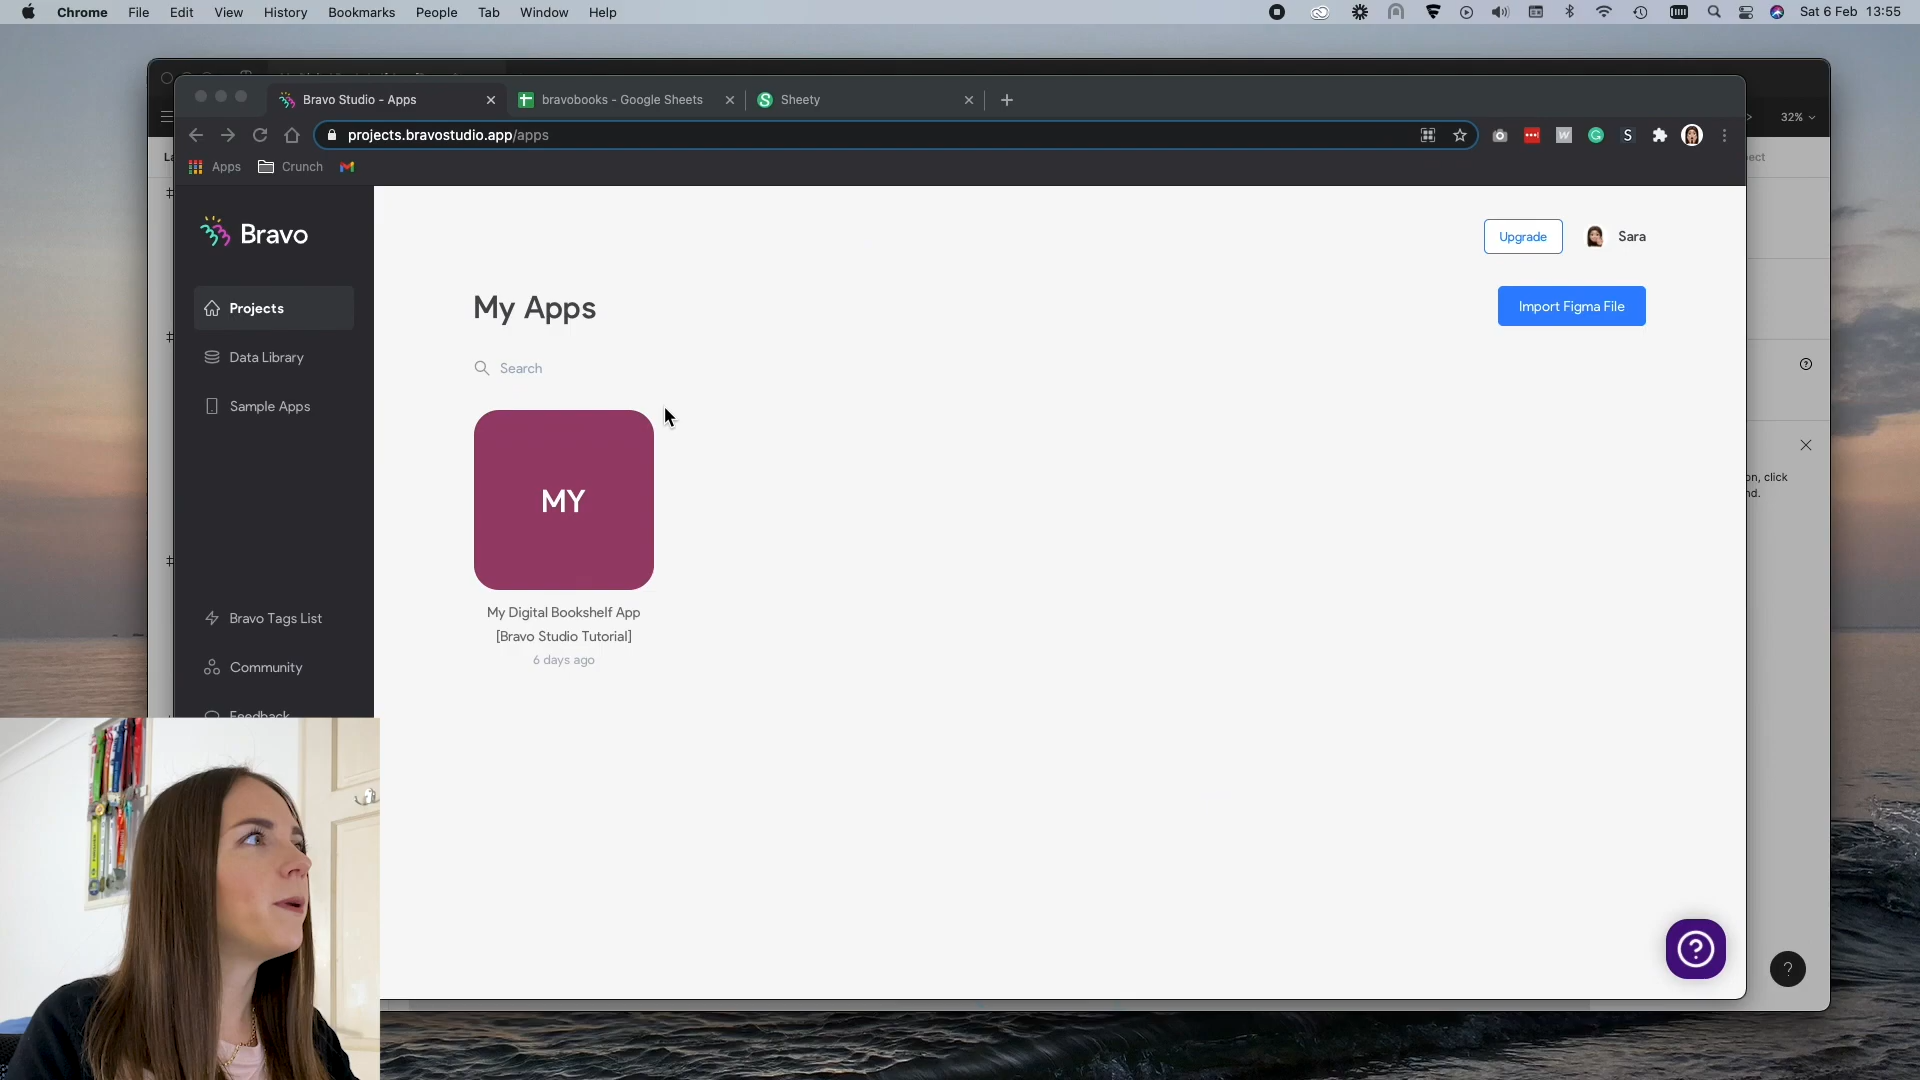 Chrome File Edit View History Bookmarks People Tab Window Help
Sat 6 Feb 13:55
Bravo Studio - Apps
bravobooks - Google Sheets
Sheety
32%
projects.bravostudio.app/apps
Apps
Crunch
Bravo
Upgrade
Sara
Projects
My Apps
Import Figma File
Data Library
Search
Sample Apps
MY
on, click
nd.
My Digital Bookshelf App
[Bravo Studio Tutorial]
6 days ago
Bravo Tags List
Community
Feedback